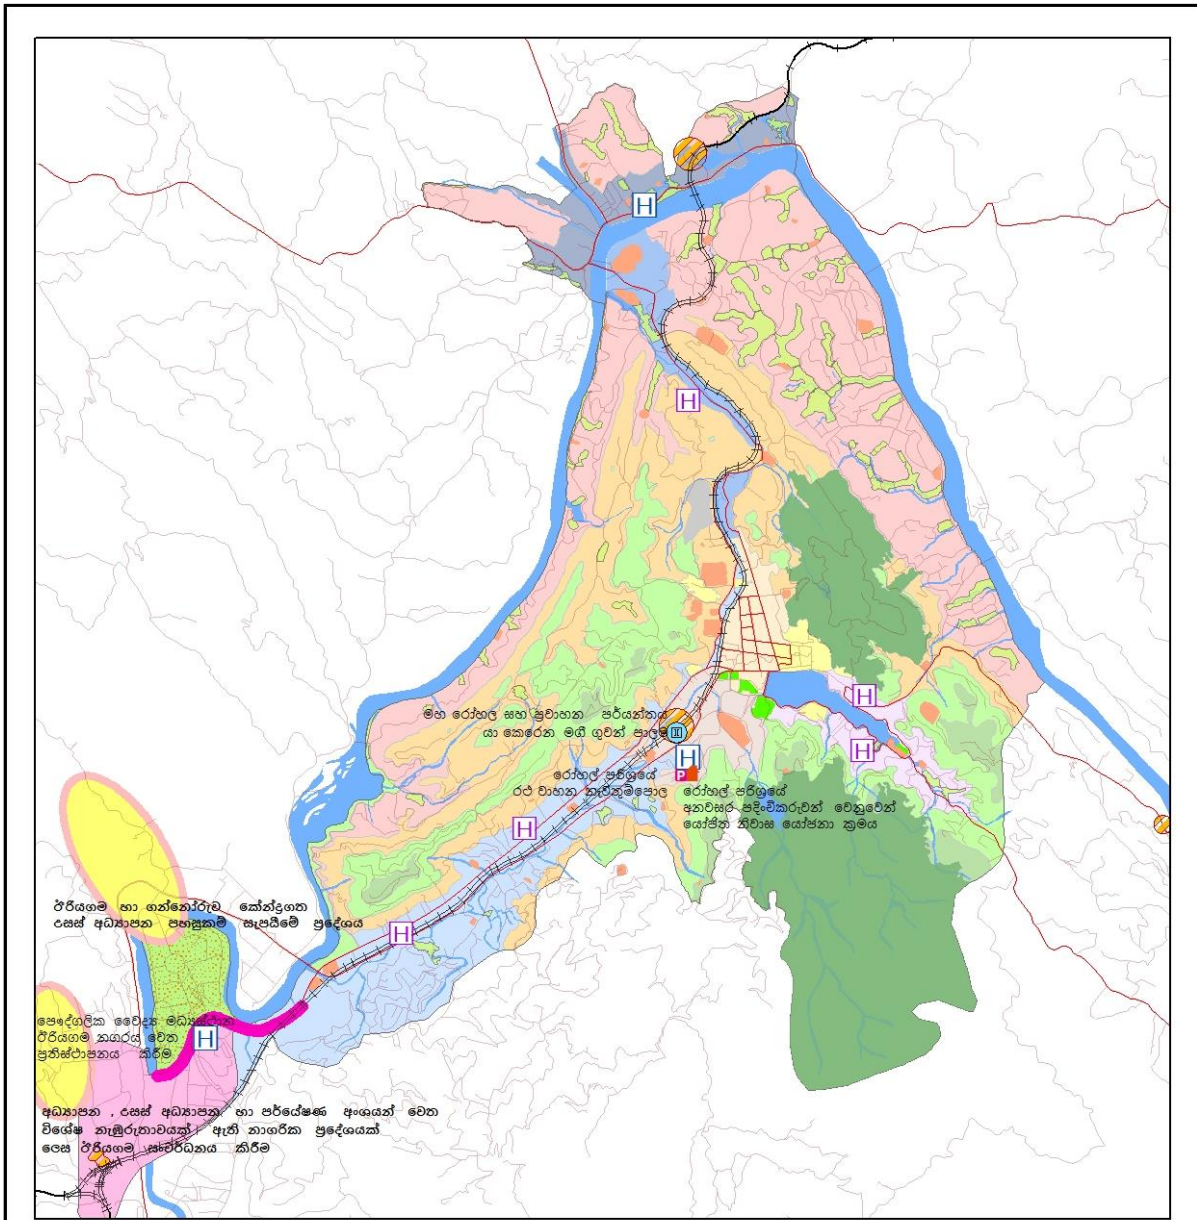 H
H
මහ රෝහල සහ ප්‍රවාහන පර්යන්තය
යා කෙරෙන මගී ගුවන් පාලම
H
H
H
රෝහල් පරිශ්‍රයේ
රථ වාහන නැවතුම්පොල
P
රෝහල් පරිශ්‍රයේ
අනවසර පදිංචිකරුවන් වෙනුවෙන්
යෝජිත නිවාස යෝජනා ක්‍රමය
H
H
ඊරියගම හා ගන්නෝරුව කේන්ද්‍රගත
උසස් අධ්‍යාපන පහසුකම් සැපයීමේ ප්‍රදේශය
පෞද්ගලික වෛද්‍ය මධ්‍යස්ථාන
ඊරියගම නගරය වෙත
ප්‍රතිස්ථාපනය කිරීම
H
අධ්‍යාපන , උසස් අධ්‍යාපන හා පර්යේෂණ අංශයන් වෙත
විශේෂ නැඹුරුතාවයක් ඇති නාගරික ප්‍රදේශයක්
ලෙස ඊරියගම සංවර්ධනය කිරීම